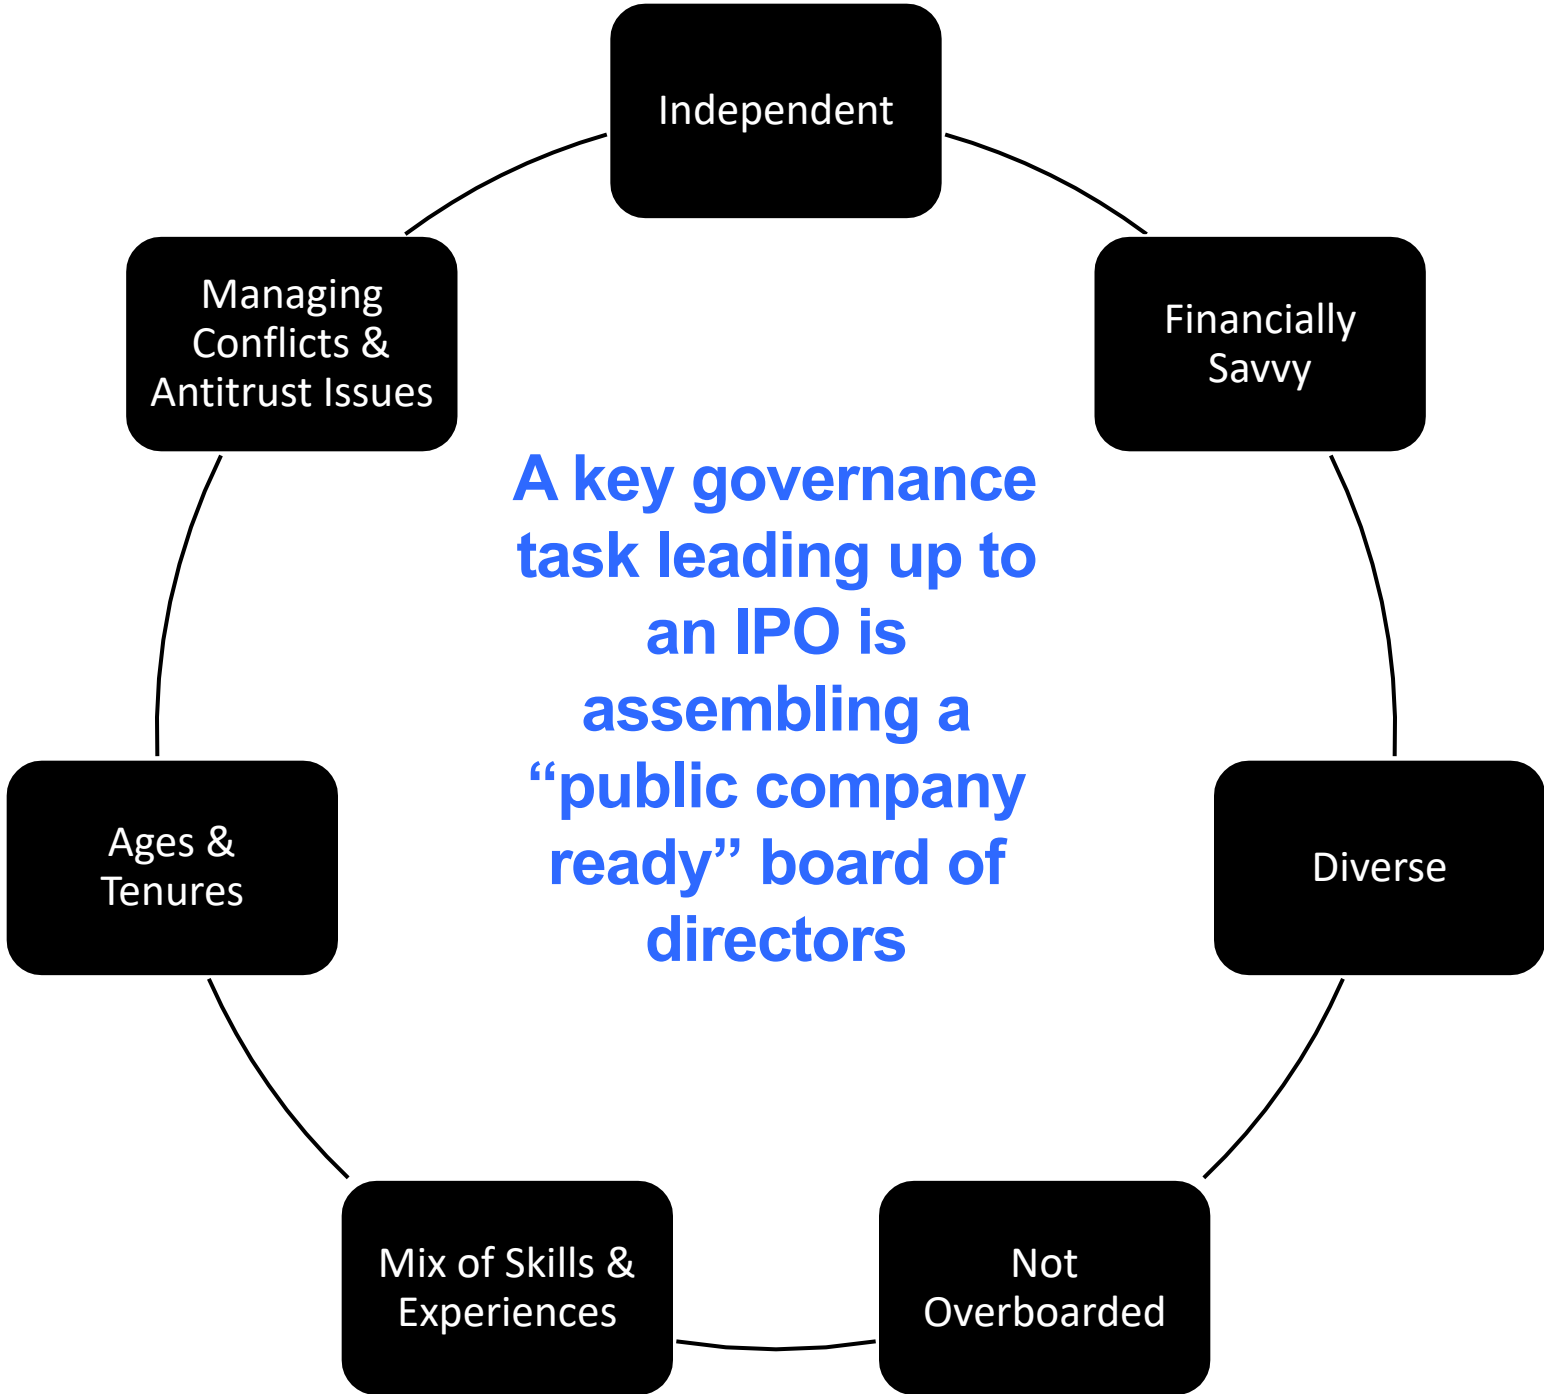 Independent
Financially
Savvy
Diverse
Not
Overboarded
Mix of Skills &
Experiences
Ages &
Tenures
Managing
Conflicts &
Antitrust Issues
A key governance
task leading up to
an IPO is
assembling a
“public company
ready” board of
directors